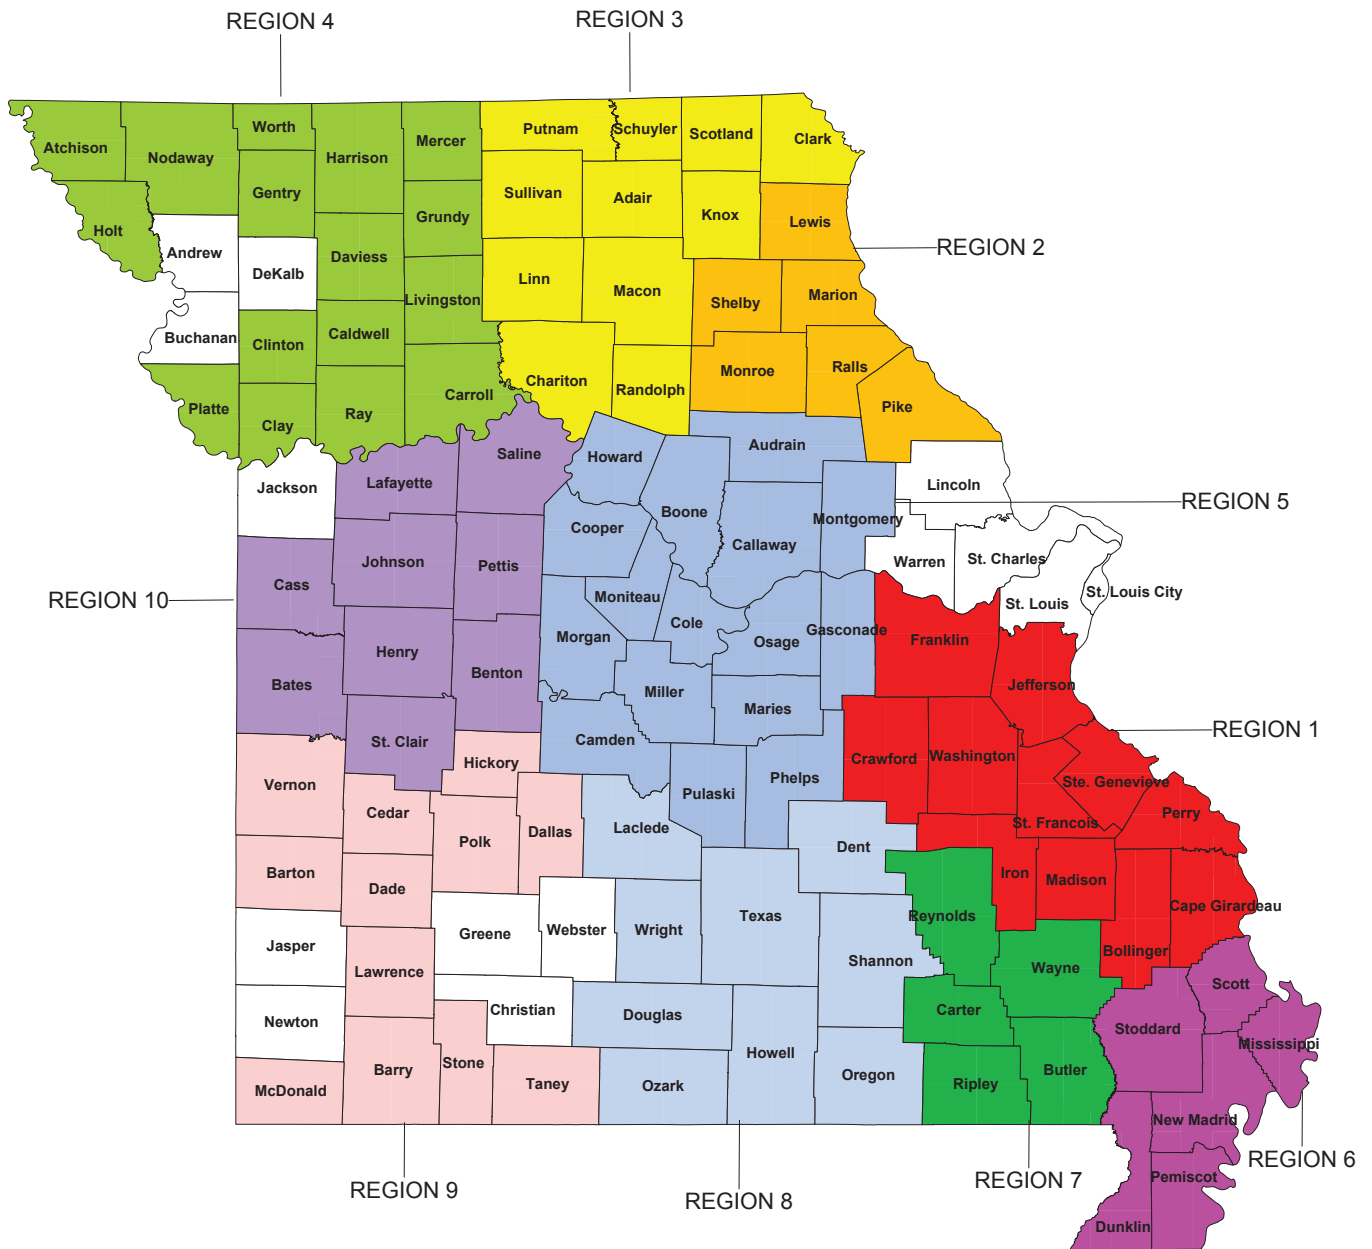 REGION 4
REGION 3
Atchison
Nodaway
Worth
Harrison
Mercer
Putnam
Schuyler
Scotland
Clark
Gentry
Sullivan
Adair
Knox
Lewis
Holt
Grundy
REGION 2
Andrew
DeKalb
Daviess
Livingston
Linn
Macon
Shelby
Marion
Buchanan
Clinton
Caldwell
Chariton
Randolph
Monroe
Ralls
Pike
Platte
Clay
Ray
Carroll
Saline
Howard
Audrain
Jackson
Lafayette
Boone
Lincoln
REGION 5
Cooper
Callaway
Montgomery
Warren
St. Charles
St. Louis City
REGION 10
Cass
Johnson
Pettis
Moniteau
Cole
Osage
Gasconade
Franklin
St. Louis
Morgan
Bates
Henry
Benton
Miller
Maries
Jefferson
St. Clair
Camden
REGION 1
Vernon
Hickory
Pulaski
Phelps
Crawford
Washington
Ste. Genevieve
Perry
Cedar
Polk
Dallas
Laclede
Dent
St. Francois
Barton
Dade
Iron
Madison
Cape Girardeau
Jasper
Greene
Webster
Wright
Texas
Reynolds
Bollinger
Lawrence
Shannon
Wayne
Scott
Newton
Christian
Douglas
Carter
Stoddard
Mississippi
McDonald
Barry
Stone
Taney
Ozark
Howell
Oregon
Ripley
Butler
New Madrid
REGION 9
REGION 8
REGION 7
REGION 6
Pemiscot
Dunklin